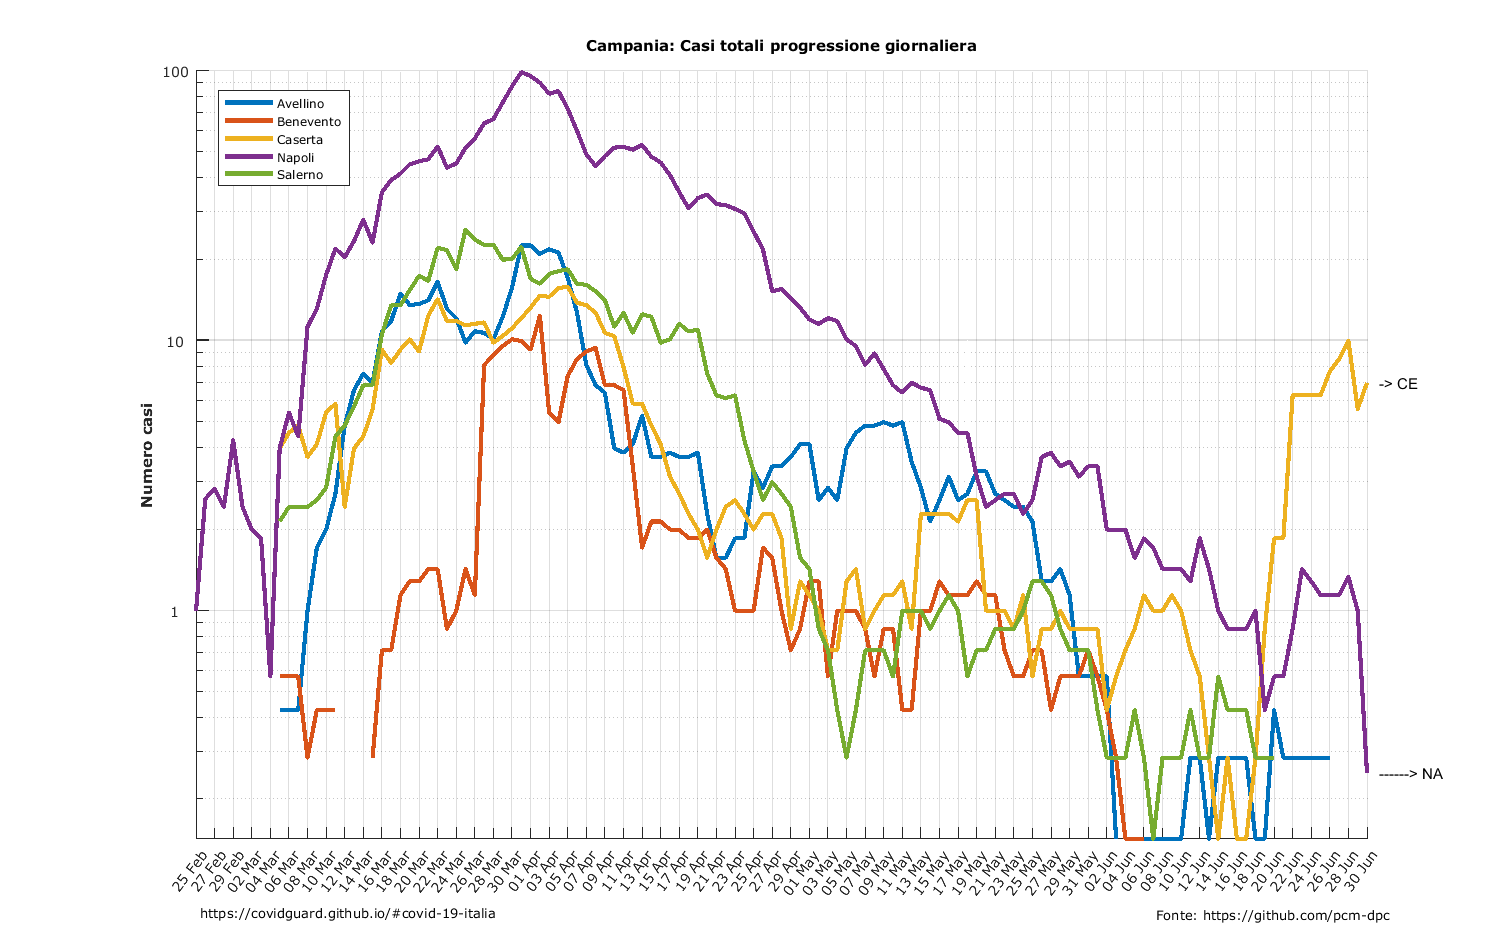 Campania: Casi totali progressione giornaliera
100
10
1
Numero casi
Avellino
Benevento
Caserta
Napoli
Salerno
-> CE
------> NA
25 Feb
27 Feb
29 Feb
02 Mar
04 Mar
06 Mar
08 Mar
10 Mar
12 Mar
14 Mar
16 Mar
18 Mar
20 Mar
22 Mar
24 Mar
26 Mar
28 Mar
30 Mar
01 Apr
03 Apr
05 Apr
07 Apr
09 Apr
11 Apr
13 Apr
15 Apr
17 Apr
19 Apr
21 Apr
23 Apr
25 Apr
27 Apr
29 Apr
01 May
03 May
05 May
07 May
09 May
11 May
13 May
15 May
17 May
19 May
21 May
23 May
25 May
27 May
29 May
31 May
02 Jun
04 Jun
06 Jun
08 Jun
10 Jun
12 Jun
14 Jun
16 Jun
18 Jun
20 Jun
22 Jun
24 Jun
26 Jun
28 Jun
30 Jun
https://covidguard.github.io/#covid-19-italia
Fonte: https://github.com/pcm-dpc